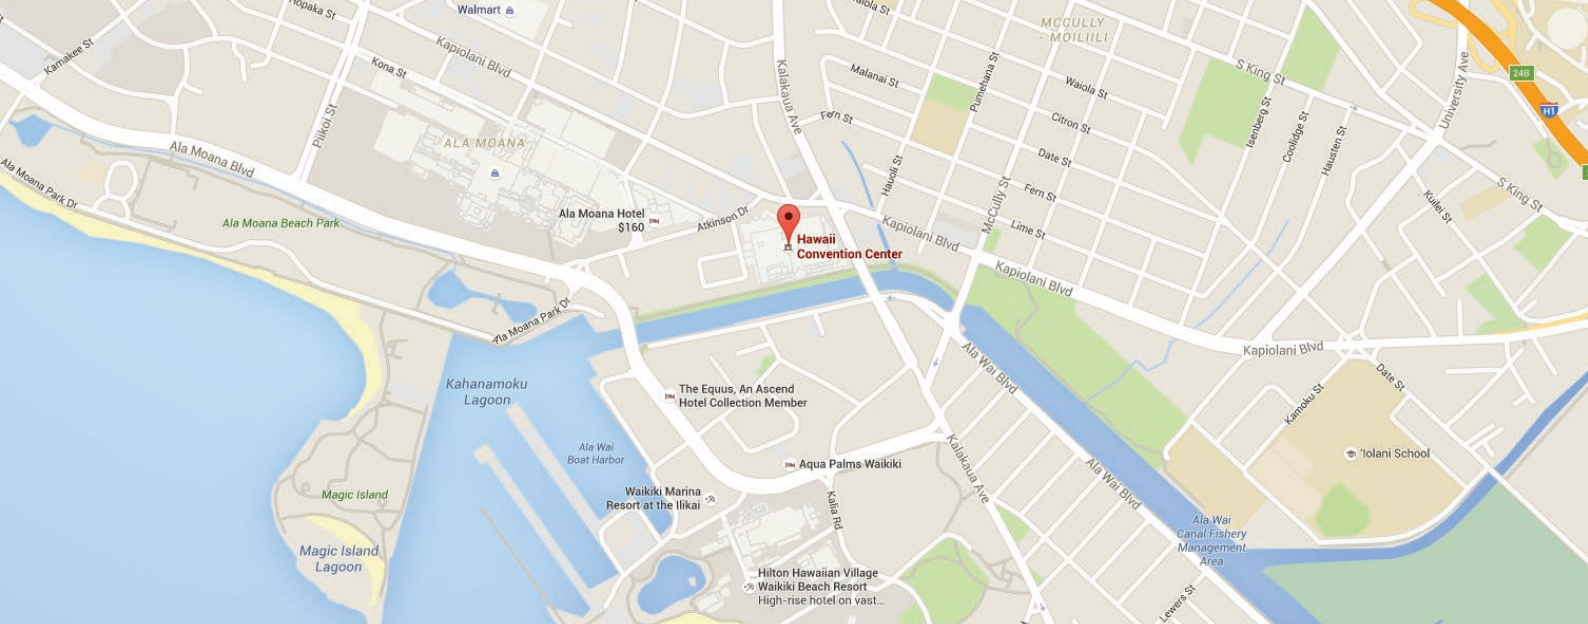 Hopaka St
Walmart
Kapiolani Blvd
Kamakee St
Kona St
Piikoi St
ALA MOANA
Ala Moana Blvd
Ala Moana Park Dr
Ala Moana Beach Park
Ala Moana Hotel
$160
Atkinson Dr
Hawaii
Convention Center
Kalakaua Ave
MCCULLY
- MOILIILI
Malanai St
Fern St
Pumehana St
Waiola St
Citron St
Date St
Fern St
Lime St
Hauoli St
McCully St
Kapiolani Blvd
Kapiolani Blvd
S King St
Isenberg St
Coolidge St
Hausten St
University Ave
24B
H1
S King St
Kuilei St
Kapiolani Blvd
Date St
Kamoku St
'Iolani School
Ala Moana Park Dr
Kahanamoku
Lagoon
The Equus, An Ascend
Hotel Collection Member
Ala Wai
Boat Harbor
Aqua Palms Waikiki
Waikiki Marina
Resort at the Ilikai
Magic Island
Magic Island
Lagoon
Kalia Rd
Kalakaua Ave
Ala Wai Blvd
Ala Wai Blvd
Ala Wai
Canal Fishery
Management
Area
Hilton Hawaiian Village
Waikiki Beach Resort
High-rise hotel on vast...
Lewers St